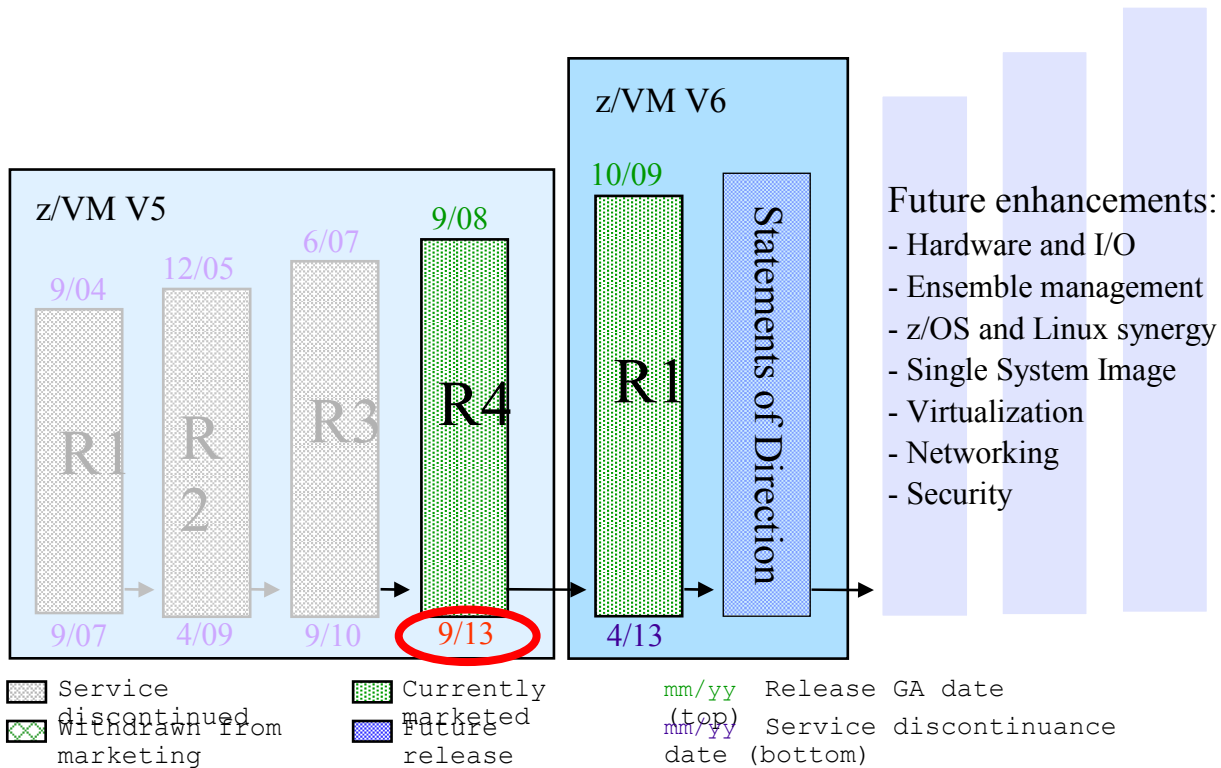 z/VM V6
10/09
z/VM V5
9/08
6/07
12/05
9/04
R1
R
2
R3
R4
R1
Statements of Direction
Future enhancements:
- Hardware and I/O
- Ensemble management
- z/OS and Linux synergy
- Single System Image
- Virtualization
- Networking
- Security
9/07
4/09
9/10
9/13
4/13
Service
discontinued
Currently
marketed
mm/yy Release GA date
(top)
Withdrawn from
marketing
Future
release
mm/yy Service discontinuance
date (bottom)